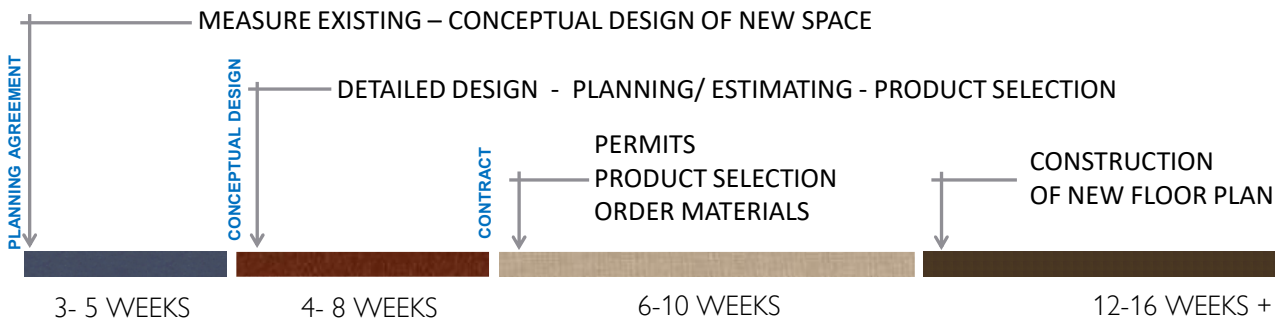 MEASURE EXISTING – CONCEPTUAL DESIGN OF NEW SPACE
PLANNING AGREEMENT
CONCEPTUAL DESIGN
DETAILED DESIGN - PLANNING/ ESTIMATING - PRODUCT SELECTION
CONTRACT
PERMITS
PRODUCT SELECTION
ORDER MATERIALS
CONSTRUCTION
OF NEW FLOOR PLAN
3- 5 WEEKS
4- 8 WEEKS
6-10 WEEKS
12-16 WEEKS +